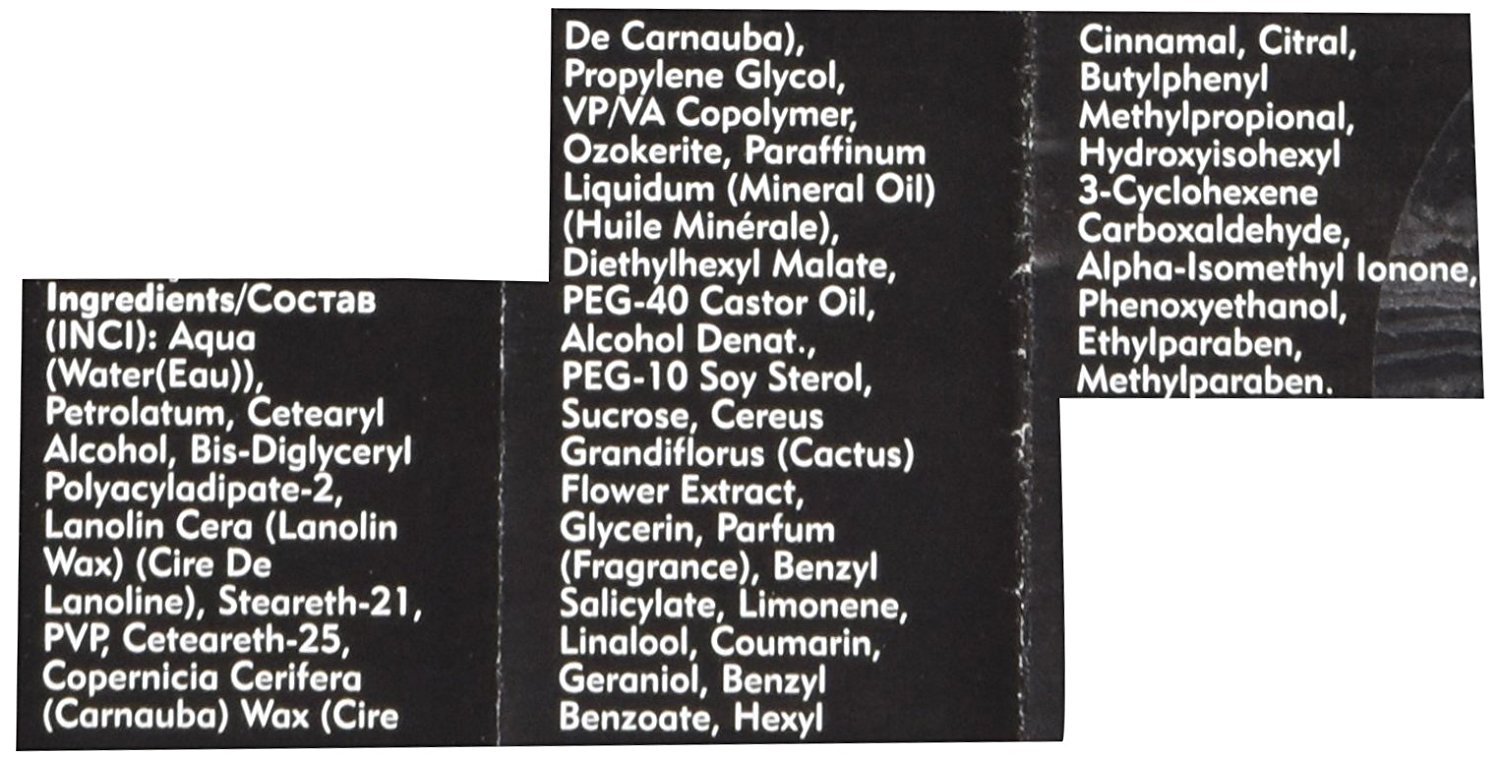 Ingredients/Состав
(INCI): Aqua
(Water(Eau)),
Petrolatum, Cetearyl
Alcohol, Bis-Diglyceryl
Polyacyladipate-2,
Lanolin Cera (Lanolin
Wax) (Cire De
Lanoline), Steareth-21,
PVP, Ceteareth-25,
Copernicia Cerifera
(Carnauba) Wax (Cire
De Carnauba),
Propylene Glycol,
VP/VA Copolymer,
Ozokerite, Paraffinum
Liquidum (Mineral Oil)
(Huile Minérale),
Diethylhexyl Malate,
PEG-40 Castor Oil,
Alcohol Denat.,
PEG-10 Soy Sterol,
Sucrose, Cereus
Grandiflorus (Cactus)
Flower Extract,
Glycerin, Parfum
(Fragrance), Benzyl
Salicylate, Limonene,
Linalool, Coumarin,
Geraniol, Benzyl
Benzoate, Hexyl
Cinnamal, Citral,
Butylphenyl
Methylpropional,
Hydroxyisohexyl
3-Cyclohexene
Carboxaldehyde,
Alpha-Isomethyl Ionone,
Phenoxyethanol,
Ethylparaben,
Methylparaben.